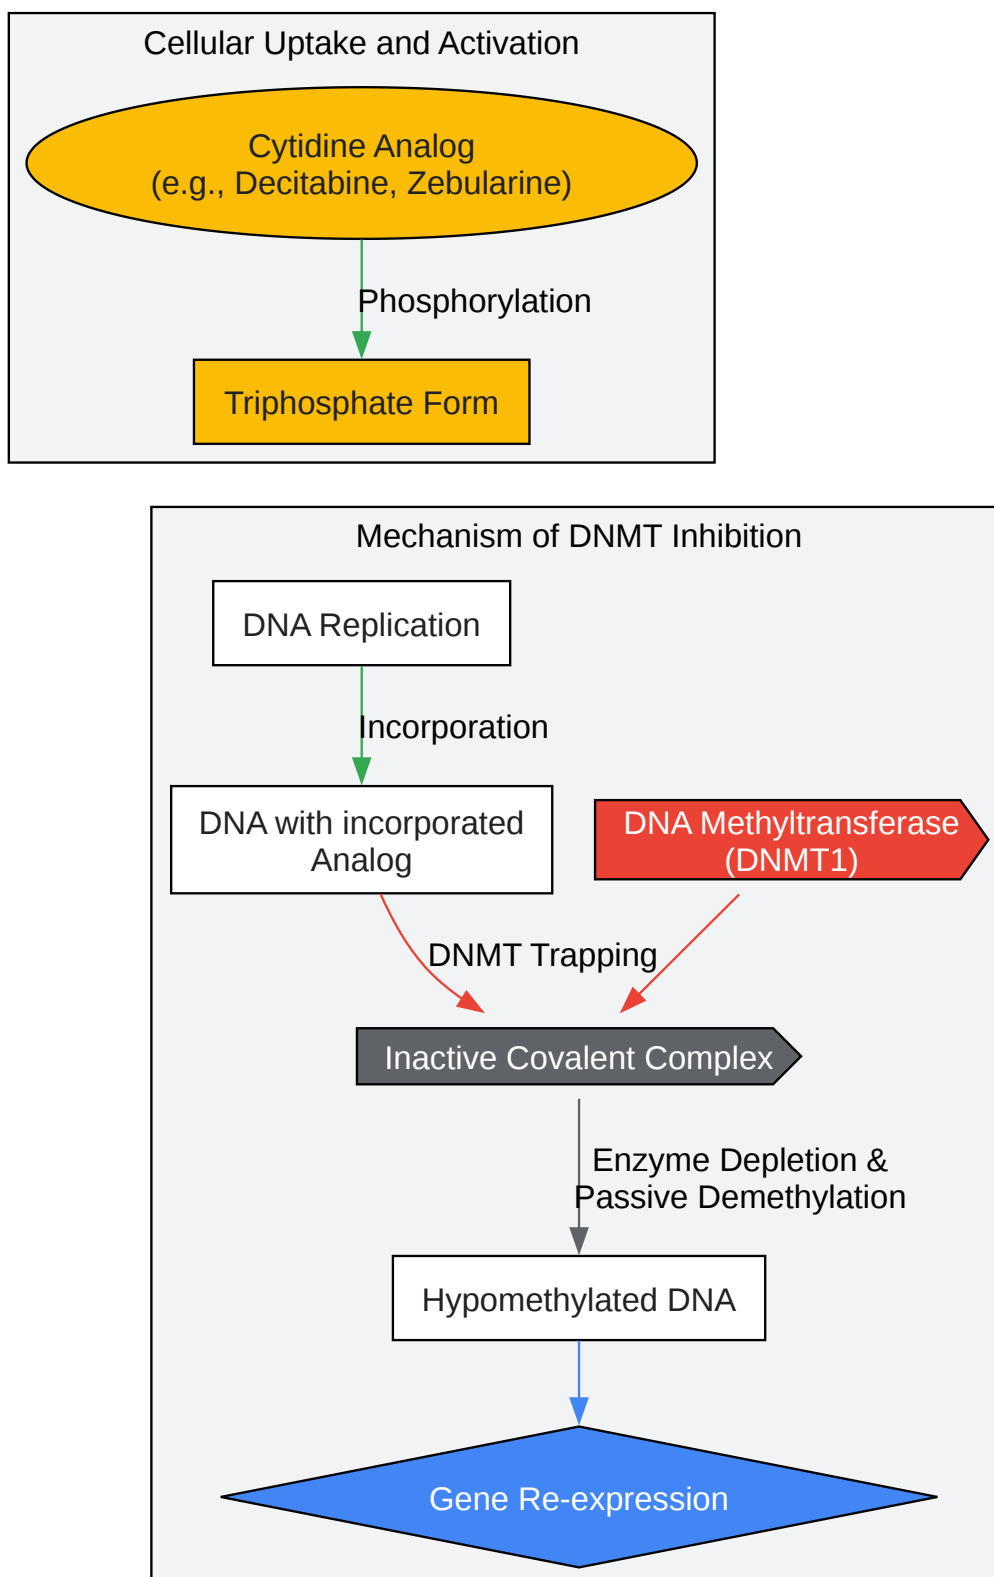 Cellular Uptake and Activation
Cytidine Analog
(e.g., Decitabine, Zebularine)
Phosphorylation
Triphosphate Form
Mechanism of DNMT Inhibition
DNA Replication
Incorporation
DNA with incorporated
Analog
DNA Methyltransferase
(DNMT1)
DNMT Trapping
Inactive Covalent Complex
Enzyme Depletion &
Passive Demethylation
Hypomethylated DNA
Gene Re-expression